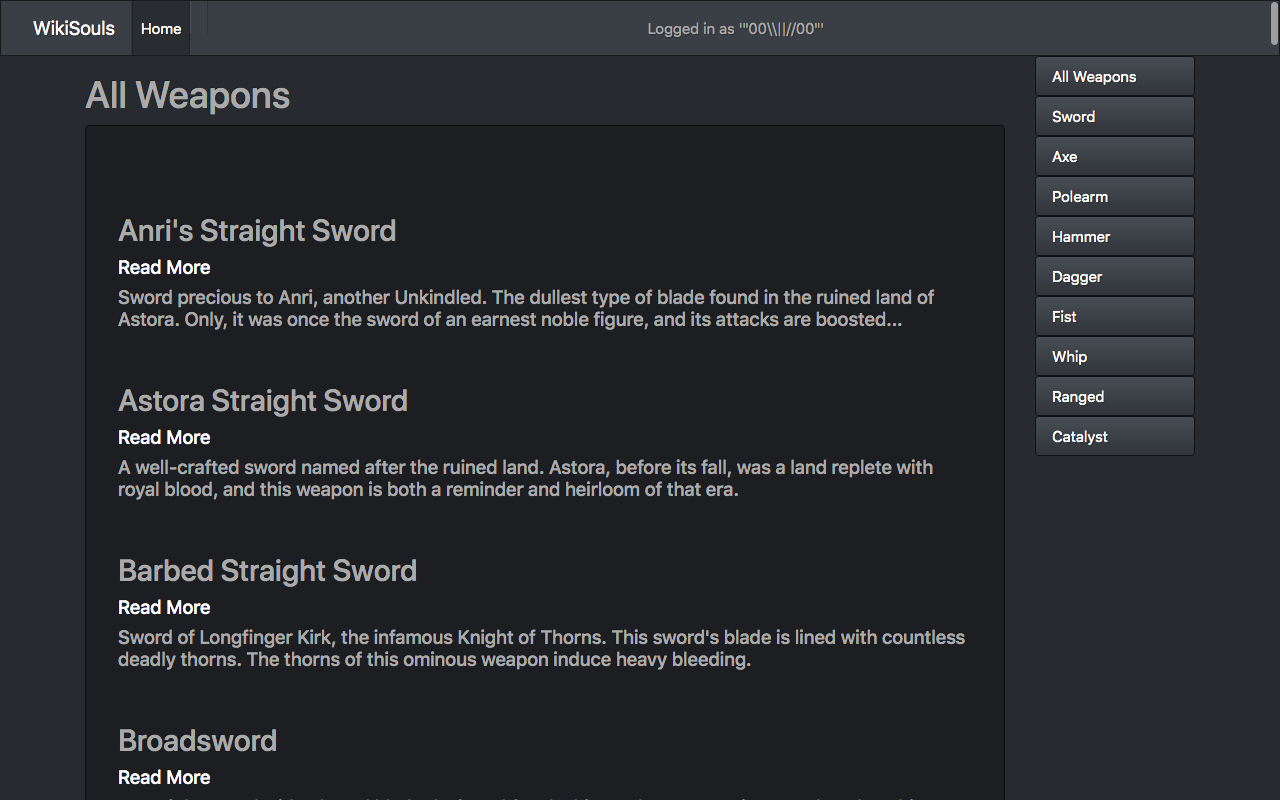 WikiSouls Home Logged in as '"00\\||//00"'
All Weapons
Anri's Straight Sword
Read More
Sword precious to Anri, another Unkindled. The dullest type of blade found in the ruined land of
Astora. Only, it was once the sword of an earnest noble figure, and its attacks are boosted...
Astora Straight Sword
Read More
A well-crafted sword named after the ruined land. Astora, before its fall, was a land replete with
royal blood, and this weapon is both a reminder and heirloom of that era.
Barbed Straight Sword
Read More
Sword of Longfinger Kirk, the infamous Knight of Thorns. This sword's blade is lined with countless
deadly thorns. The thorns of this ominous weapon induce heavy bleeding.
Broadsword
Read More
All Weapons
Sword
Axe
Polearm
Hammer
Dagger
Fist
Whip
Ranged
Catalyst